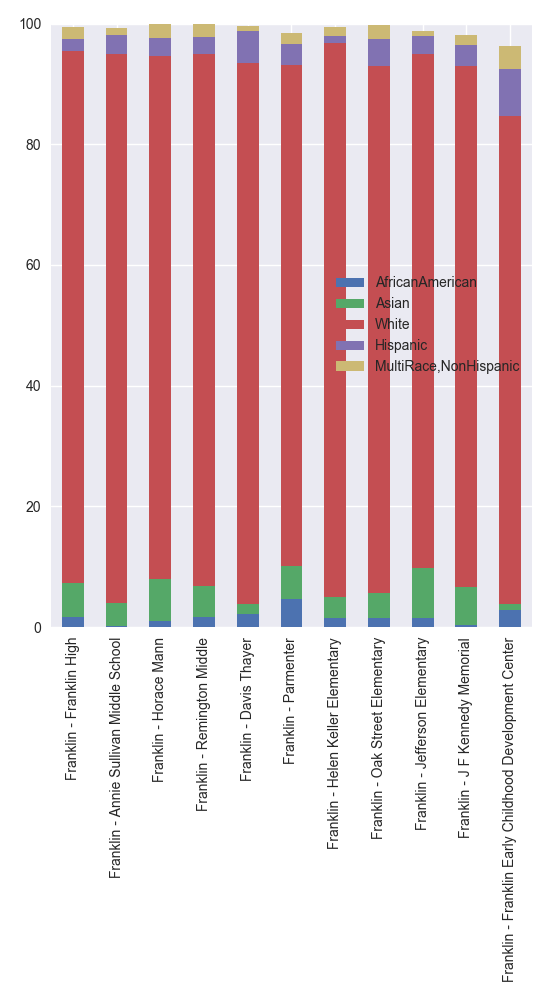 100
80
60
40
20
0
AfricanAmerican
Asian
White
Hispanic
MultiRace,NonHispanic
Franklin - Franklin High
Franklin - Annie Sullivan Middle School
Franklin - Horace Mann
Franklin - Remington Middle
Franklin - Davis Thayer
Franklin - Parmenter
Franklin - Helen Keller Elementary
Franklin - Oak Street Elementary
Franklin - Jefferson Elementary
Franklin - J F Kennedy Memorial
Franklin - Franklin Early Childhood Development Center